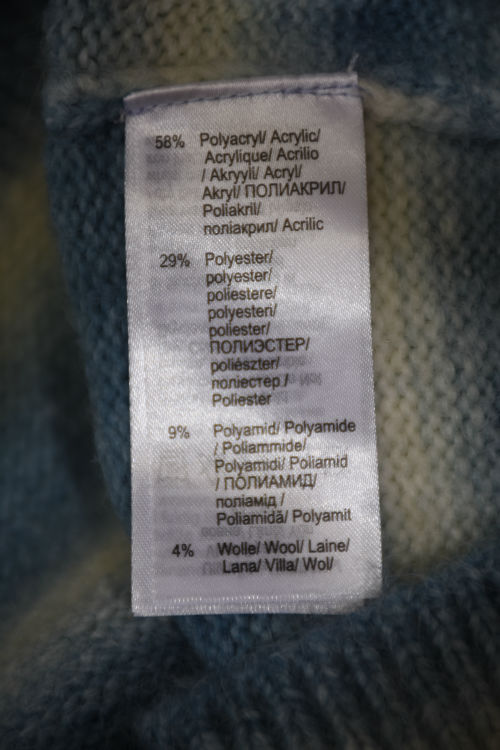 58% Polyacryl/ Acrylic/
Acrylique/ Acrilio
/ Akryyli/ Acryl/
Akryl/ ПОЛИАКРИЛ/
Poliakril/
поліакрил/ Acrilic
29% Polyester/
polyester/
poliestere/
polyesteri/
poliester/
ПОЛИЭСТЕР/
poliészter/
поліестер /
Poliester
9% Polyamid/ Polyamide
/ Poliammide/
Polyamidi/ Poliamid
/ ПОЛИАМИД/
поліамід /
Poliamidă/ Polyamit
4% Wolle/ Wool/ Laine/
Lana/ Villa/ Wol/